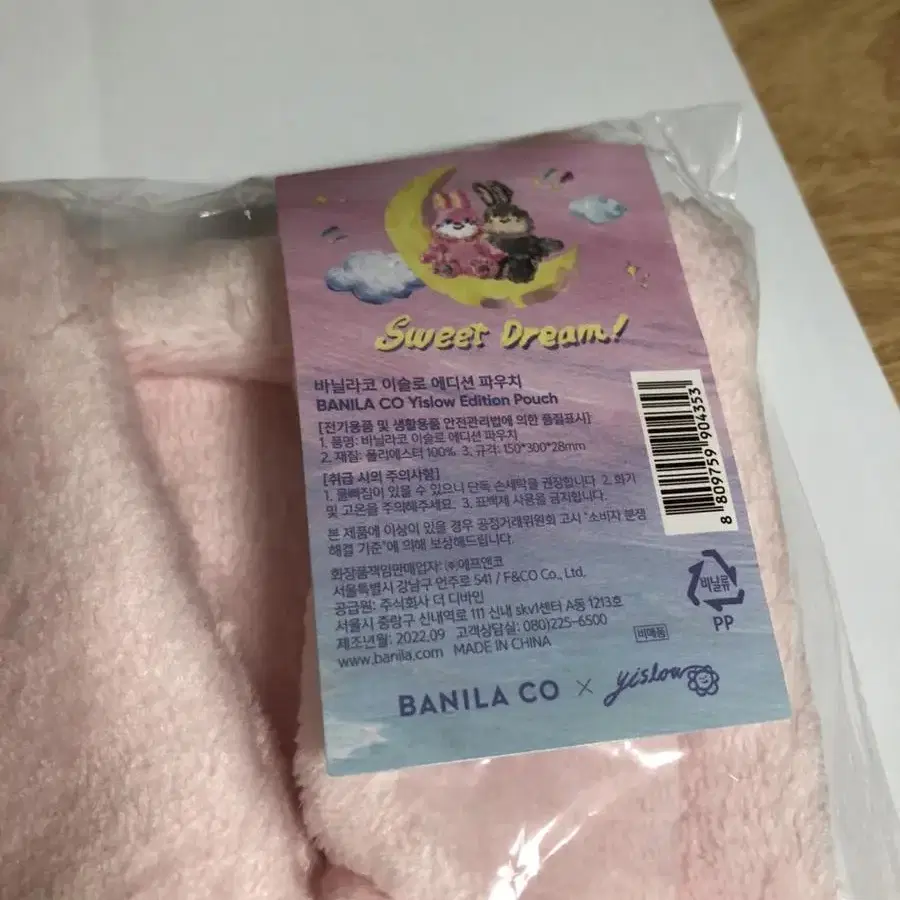 Sweet Dream!
바닐라코 이슬로 에디션 파우치
BANILA CO Yislow Edition Pouch
[전기용품 및 생활용품 안전관리법에 의한 품질표시]
1. 품명: 바닐라코 이슬로 에디션 파우치
2. 재질: 폴리에스터 100% 3. 규격: 150*300*28mm
[취급 시의 주의사항]
1. 물빠짐이 있을 수 있으니 단독 손세탁을 권장합니다 2. 화기
및 고온을 주의해주세요. 3. 표백제 사용을 금지합니다.
본 제품에 이상이 있을 경우 공정거래위원회 고시 "소비자 분쟁
해결 기준"에 의해 보상해드립니다.
화장품책임판매업자: ㈜에프앤코
서울특별시 강남구 언주로 541 / F&CO Co., Ltd.
공급원: 주식회사 더 디바인
서울시 중랑구 신내역로 111 신내 skv1센터 A동 1213호
제조년월: 2022.09 고객상담실: 080)225-6500
www.banila.com MADE IN CHINA
비매품
8 809759 904353
비닐류
PP
BANILA CO × yislow